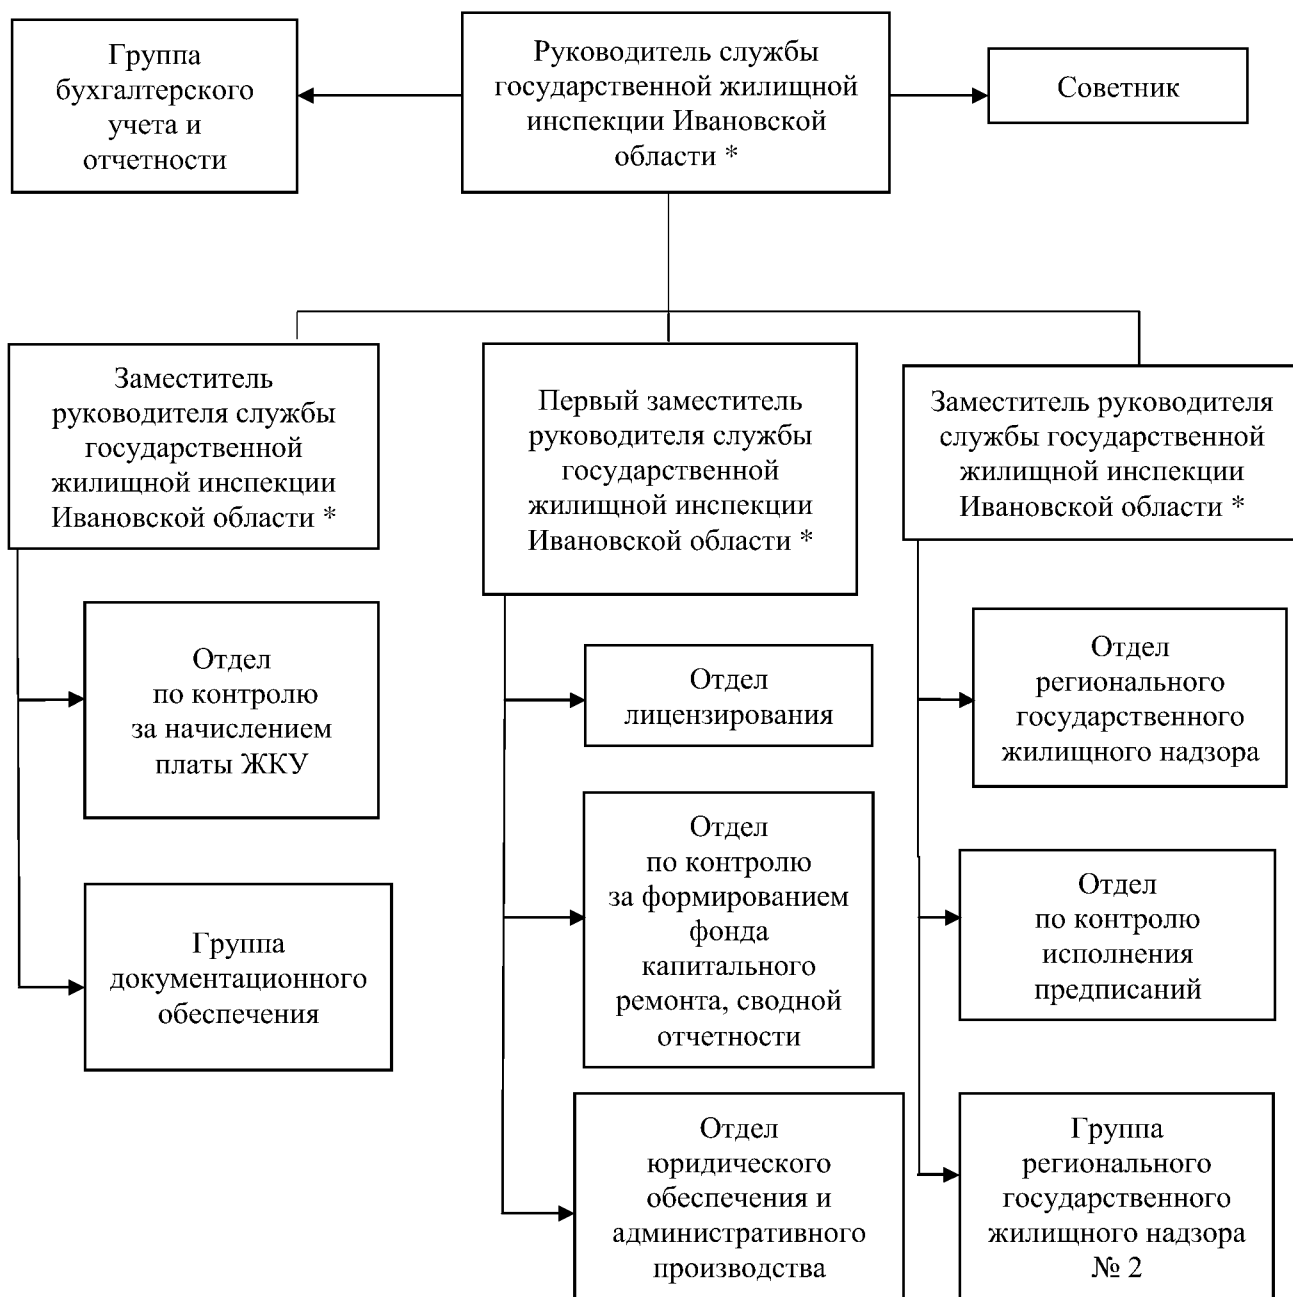 Группа
бухгалтерского
учета и
отчетности
Руководитель службы
государственной жилищной
инспекции Ивановской
области *
Советник
Заместитель
руководителя службы
государственной
жилищной инспекции
Ивановской области *
Первый заместитель
руководителя службы
государственной
жилищной инспекции
Ивановской области *
Заместитель руководителя
службы государственной
жилищной инспекции
Ивановской области *
Отдел
по контролю
за начислением
платы ЖКУ
Группа
документационного
обеспечения
Отдел
лицензирования
Отдел
по контролю
за формированием
фонда
капитального
ремонта, сводной
отчетности
Отдел
юридического
обеспечения и
административного
производства
Отдел
регионального
государственного
жилищного надзора
Отдел
по контролю
исполнения
предписаний
Группа
регионального
государственного
жилищного надзора
№ 2